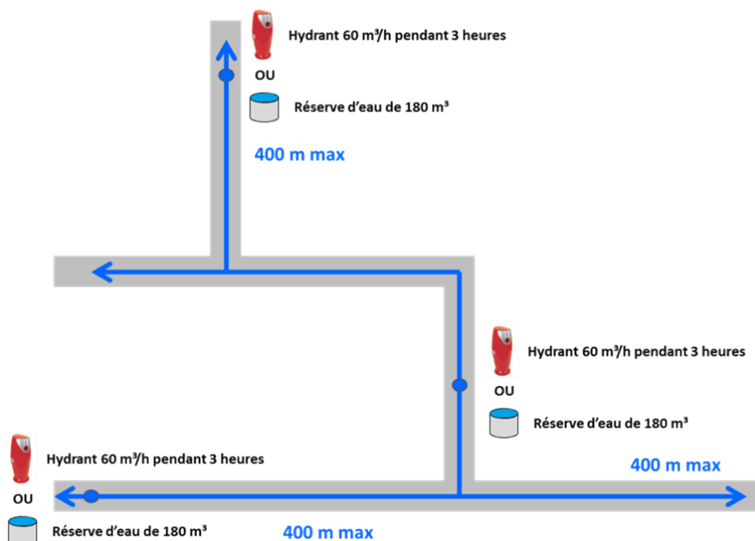 Hydrant 60 m³/h pendant 3 heures
OU
Réserve d'eau de 180 m³
400 m max
Hydrant 60 m³/h pendant 3 heures
OU
Réserve d'eau de 180 m³
400 m max
Hydrant 60 m³/h pendant 3 heures
OU
Réserve d'eau de 180 m³
400 m max